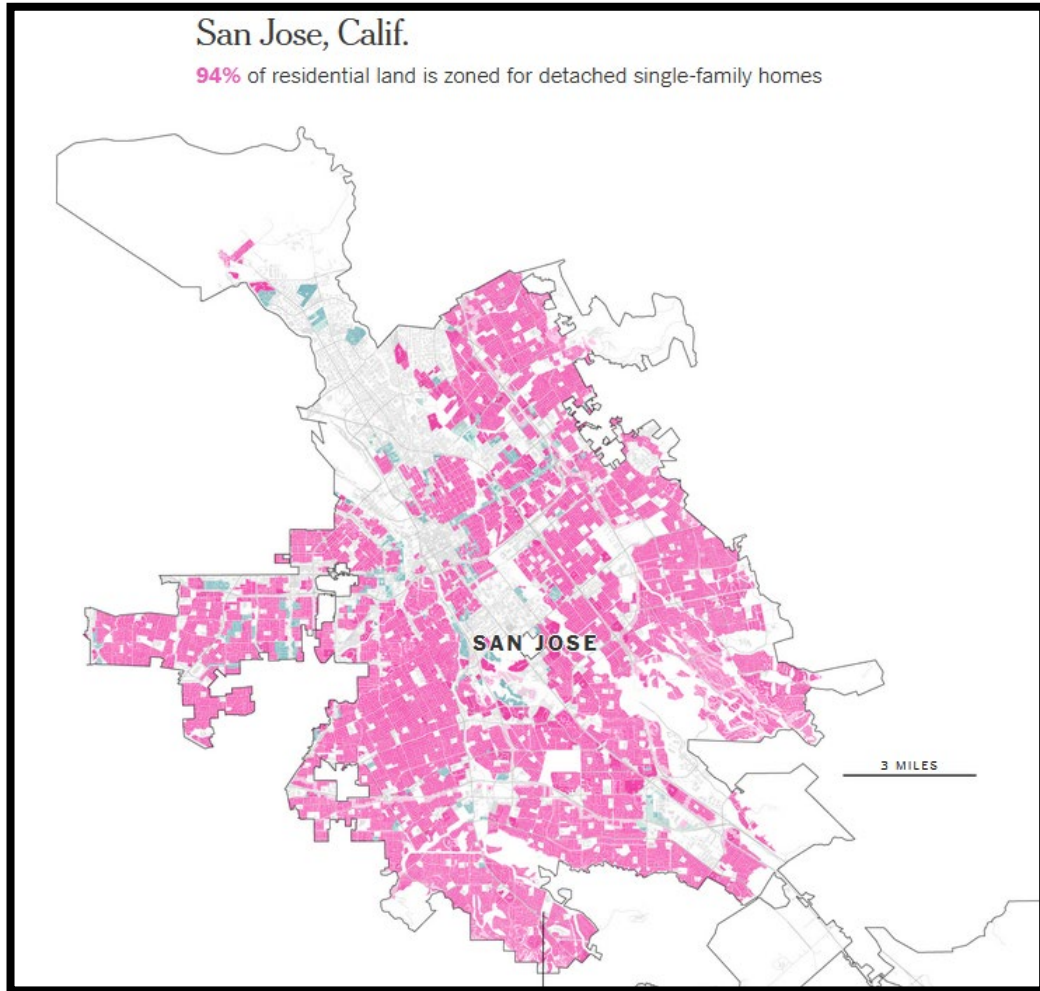 San Jose, Calif.
94% of residential land is zoned for detached single-family homes
SAN JOSE
3 MILES